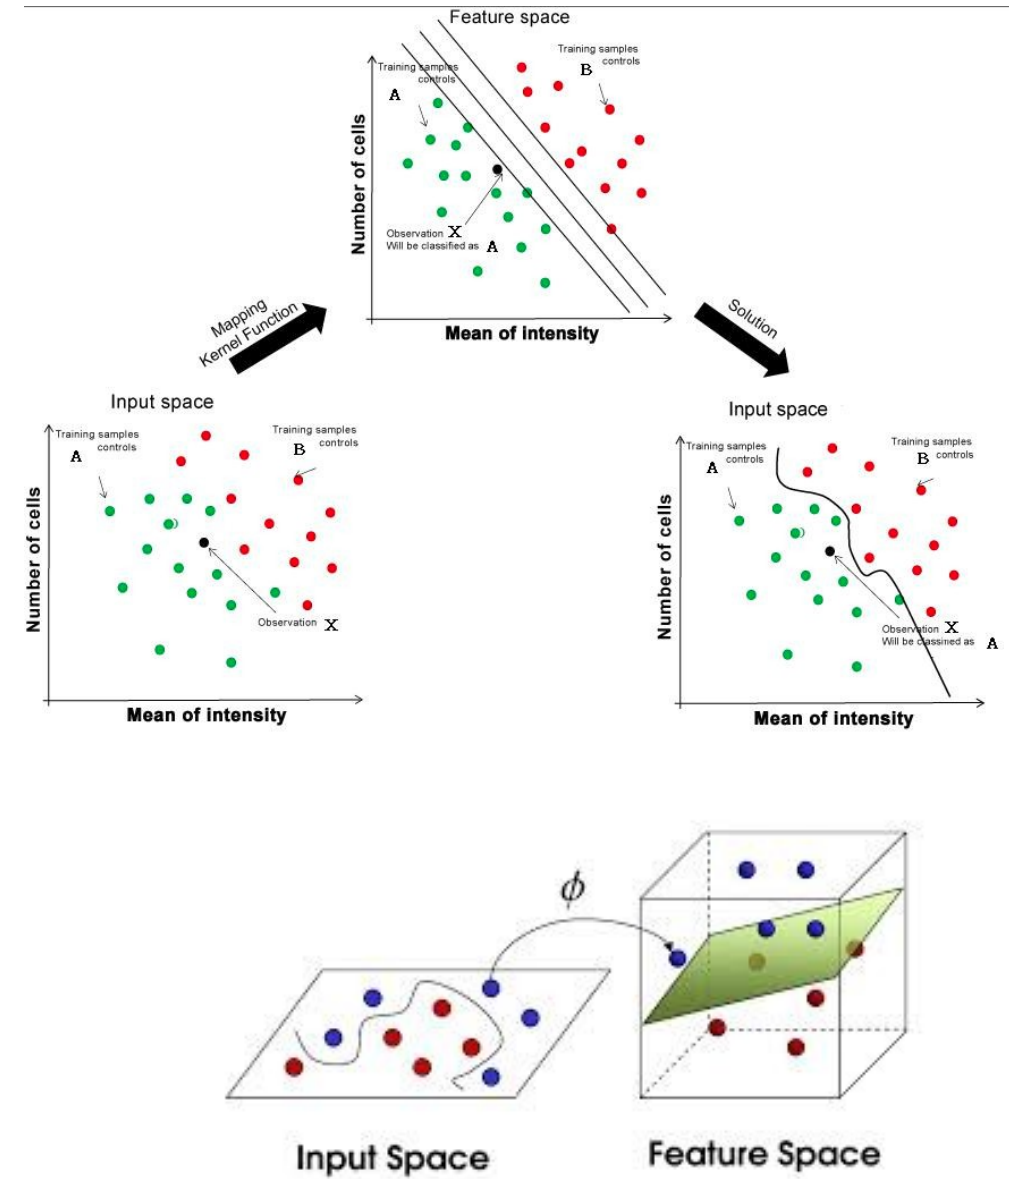 Feature space
Training samples
controls
B
Training samples
controls
A
Number of cells
Observation X
Will be classified as A
Mean of intensity
Mapping
Kernel Function
Solution
Input space
Training samples
controls
A
Training samples
controls
B
Number of cells
Observation X
Mean of intensity
Input space
Training samples
controls
A
Training samples
controls
B
Number of cells
Observation X
Will be classified as A
Mean of intensity
ϕ
Input Space
Feature Space